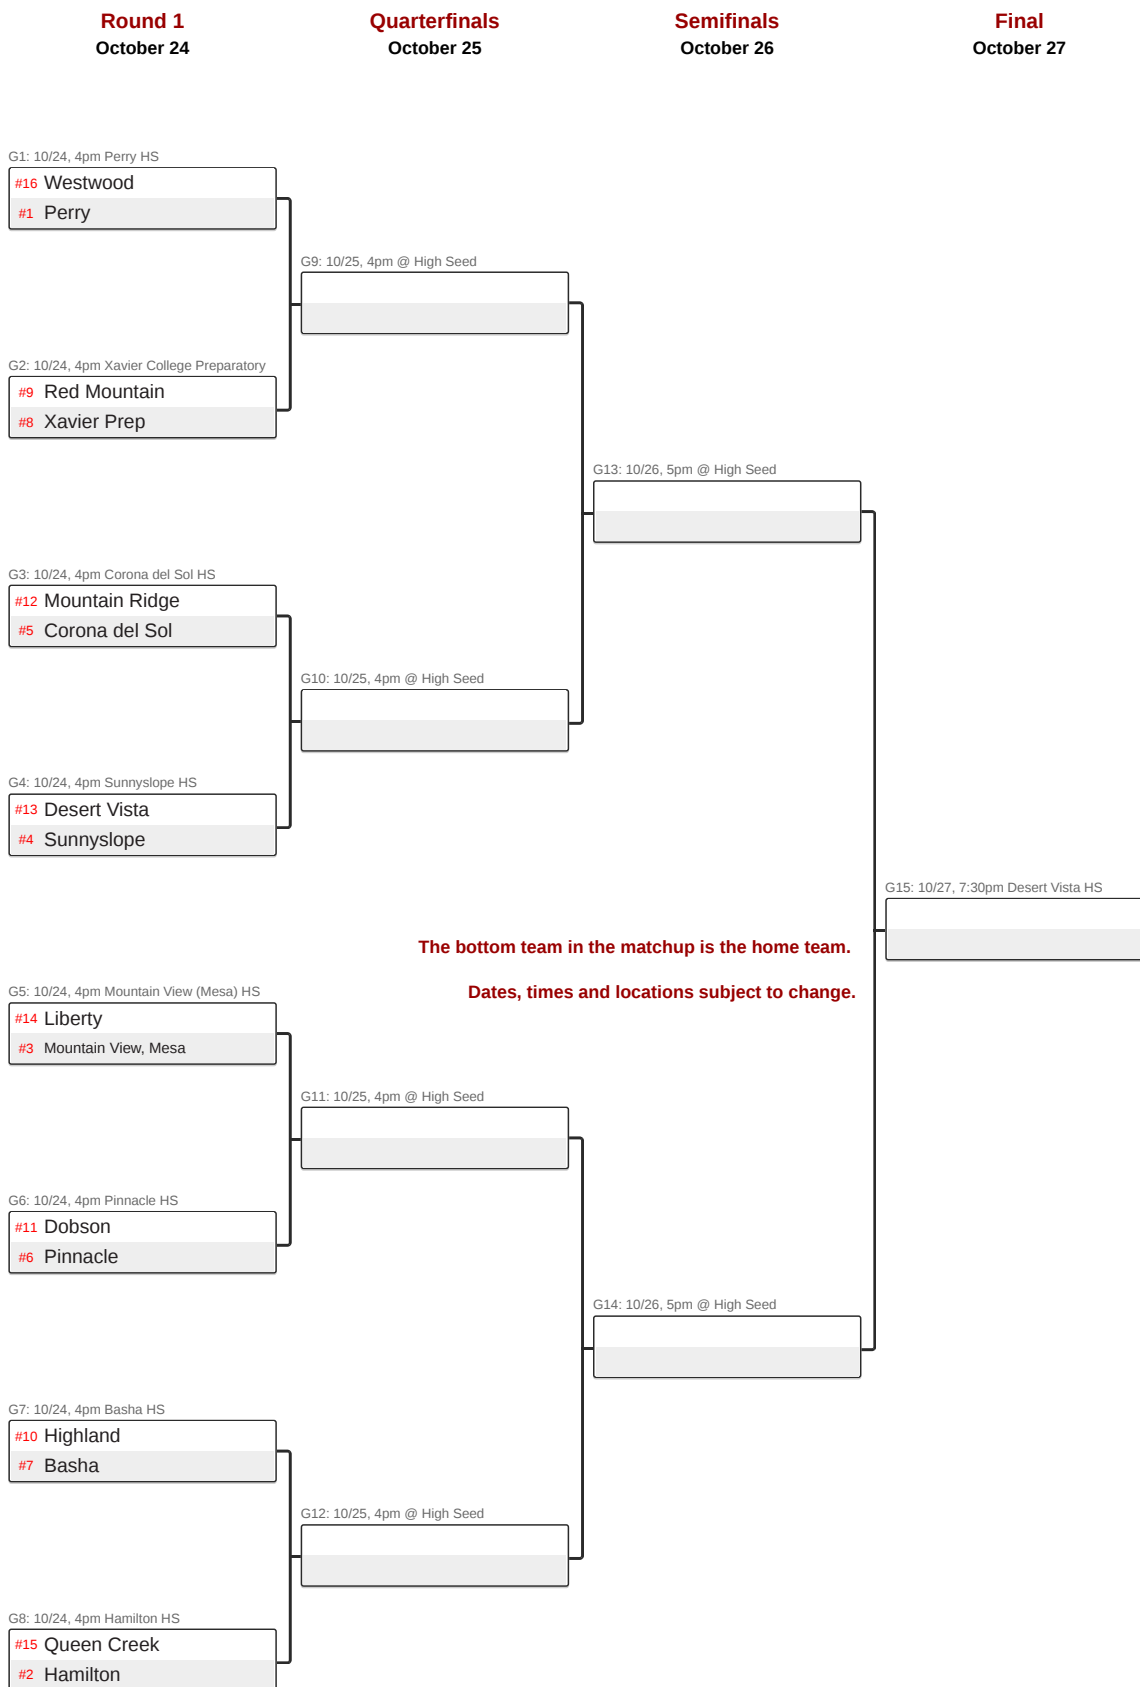 Round 1
October 24
Quarterfinals
October 25
Semifinals
October 26
Final
October 27
G1: 10/24, 4pm Perry HS
#16 Westwood
#1 Perry
G9: 10/25, 4pm @ High Seed
G2: 10/24, 4pm Xavier College Preparatory
#9 Red Mountain
#8 Xavier Prep
G13: 10/26, 5pm @ High Seed
G3: 10/24, 4pm Corona del Sol HS
#12 Mountain Ridge
#5 Corona del Sol
G10: 10/25, 4pm @ High Seed
G4: 10/24, 4pm Sunnyslope HS
#13 Desert Vista
#4 Sunnyslope
G15: 10/27, 7:30pm Desert Vista HS
The bottom team in the matchup is the home team.
Dates, times and locations subject to change.
G5: 10/24, 4pm Mountain View (Mesa) HS
#14 Liberty
#3 Mountain View, Mesa
G11: 10/25, 4pm @ High Seed
G6: 10/24, 4pm Pinnacle HS
#11 Dobson
#6 Pinnacle
G14: 10/26, 5pm @ High Seed
G7: 10/24, 4pm Basha HS
#10 Highland
#7 Basha
G12: 10/25, 4pm @ High Seed
G8: 10/24, 4pm Hamilton HS
#15 Queen Creek
#2 Hamilton